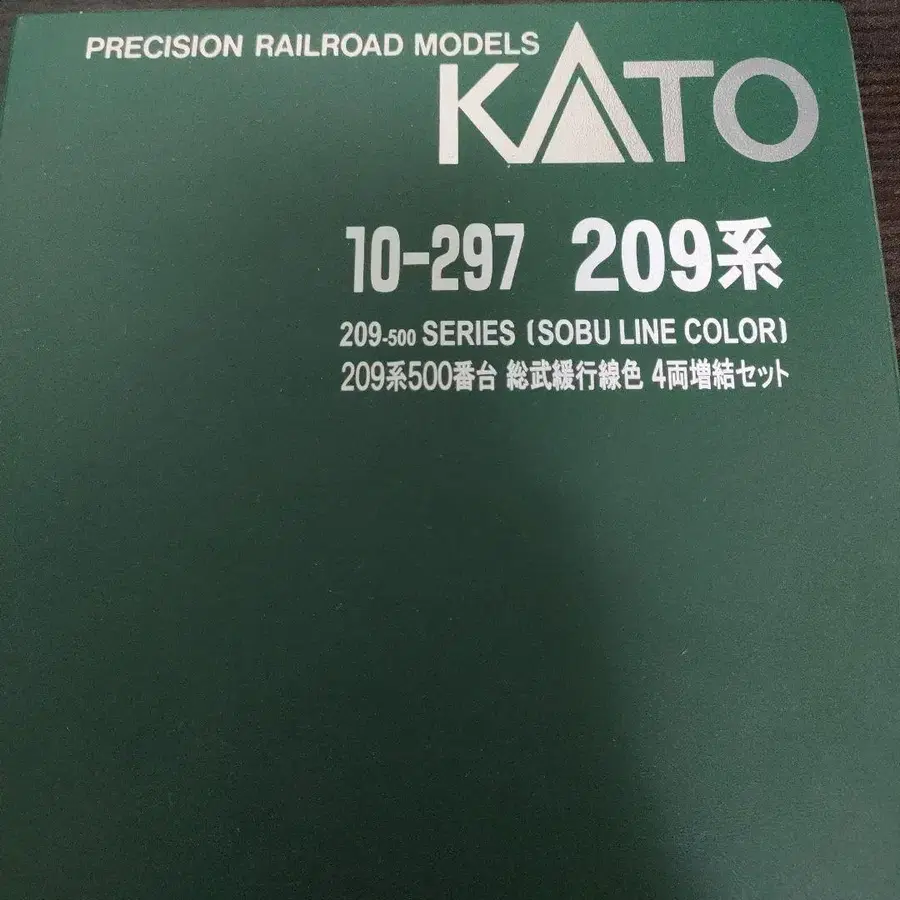 PRECISION RAILROAD MODELS
KATO
10-297 209系
209-500 SERIES (SOBU LINE COLOR)
209系500番台 総武緩行線色 4両増結セット